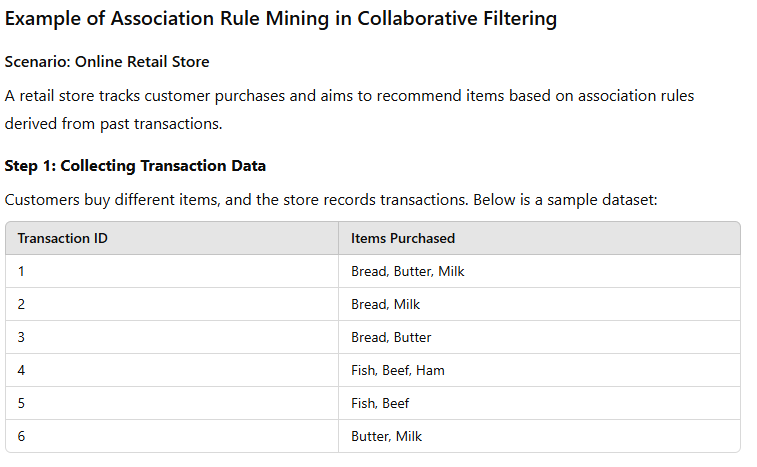 Example of Association Rule Mining in Collaborative Filtering
Scenario: Online Retail Store
A retail store tracks customer purchases and aims to recommend items based on association rules
derived from past transactions.
Step 1: Collecting Transaction Data
Customers buy different items, and the store records transactions. Below is a sample dataset:
Transaction ID Items Purchased
1 Bread, Butter, Milk
2 Bread, Milk
3 Bread, Butter
4 Fish, Beef, Ham
5 Fish, Beef
6 Butter, Milk